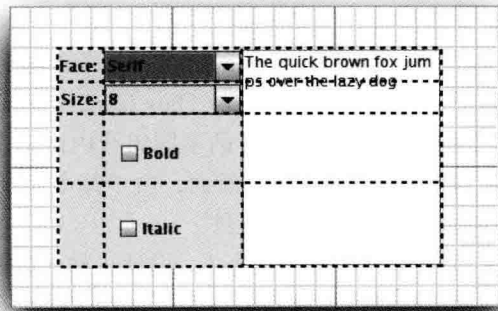 Face: Serif
The quick brown fox jum
ps over the lazy dog
Size: 8
Bold
Italic